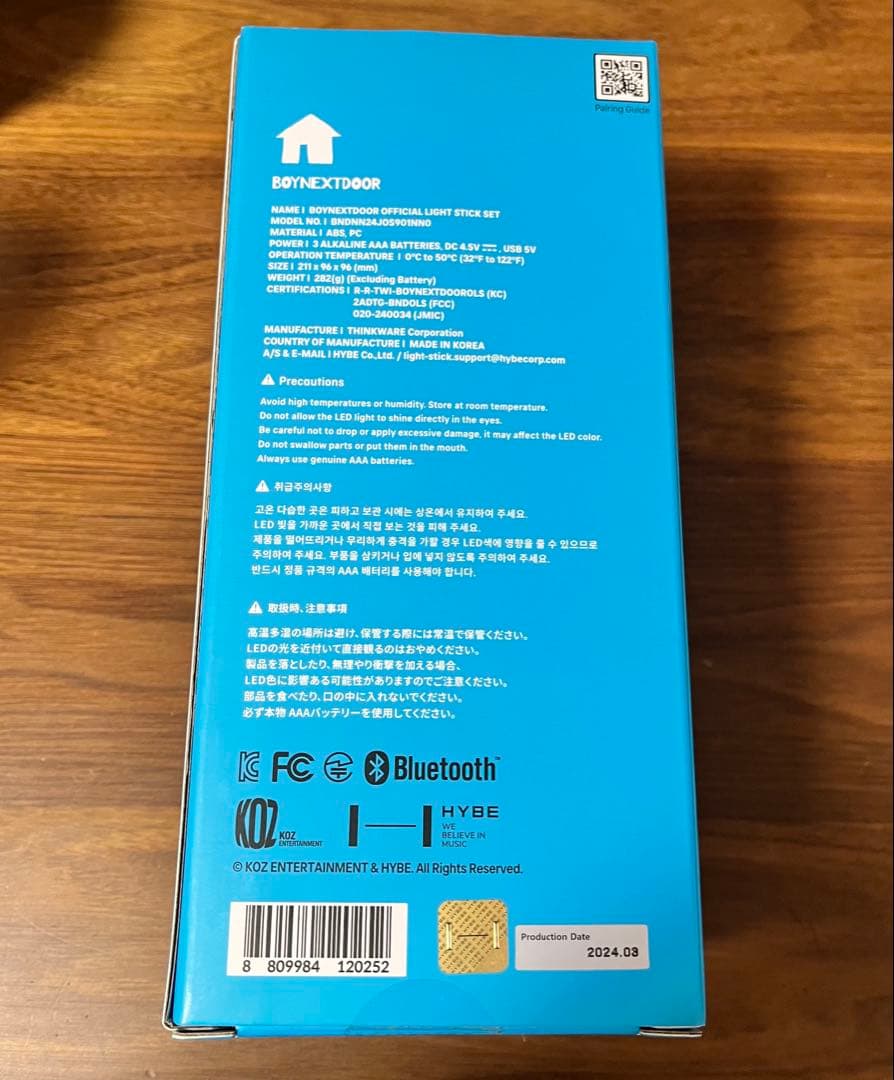 Pairing Guide
BOYNEXTDOOR
NAME | BOYNEXTDOOR OFFICIAL LIGHT STICK SET
MODEL NO. | BNDNN24JOS901NN0
MATERIAL | ABS, PC
POWER | 3 ALKALINE AAA BATTERIES, DC 4.5V ⎓, USB 5V
OPERATION TEMPERATURE | 0°C to 50°C (32°F to 122°F)
SIZE | 211 x 96 x 96 (mm)
WEIGHT | 282(g) (Excluding Battery)
CERTIFICATIONS | R-R-TWI-BOYNEXTDOOROLS (KC)
2ADTG-BNDOLS (FCC)
020-240034 (JMIC)
MANUFACTURE | THINKWARE Corporation
COUNTRY OF MANUFACTURE | MADE IN KOREA
A/S & E-MAIL | HYBE Co.,Ltd. / light-stick.support@hybecorp.com
Precautions
Avoid high temperatures or humidity. Store at room temperature.
Do not allow the LED light to shine directly in the eyes.
Be careful not to drop or apply excessive damage, it may affect the LED color.
Do not swallow parts or put them in the mouth.
Always use genuine AAA batteries.
취급주의사항
고온 다습한 곳은 피하고 보관 시에는 상온에서 유지하여 주세요.
LED 빛을 가까운 곳에서 직접 보는 것을 피해 주세요.
제품을 떨어뜨리거나 무리하게 충격을 가할 경우 LED색에 영향을 줄 수 있으므로
주의하여 주세요. 부품을 삼키거나 입에 넣지 않도록 주의하여 주세요.
반드시 정품 규격의 AAA 배터리를 사용해야 합니다.
取扱時、注意事項
高温多湿の場所は避け、保管する際には常温で保管ください。
LEDの光を近付いて直接観るのはおやめください。
製品を落としたり、無理やり衝撃を加える場合、
LED色に影響ある可能性がありますのでご注意ください。
部品を食べたり、口の中に入れないでください。
必ず本物 AAAバッテリーを使用してください。
FC Bluetooth™
KOZ KOZ ENTERTAINMENT
HYBE
WE
BELIEVE IN
MUSIC
© KOZ ENTERTAINMENT & HYBE. All Rights Reserved.
8 809984 120252
Production Date
2024.03